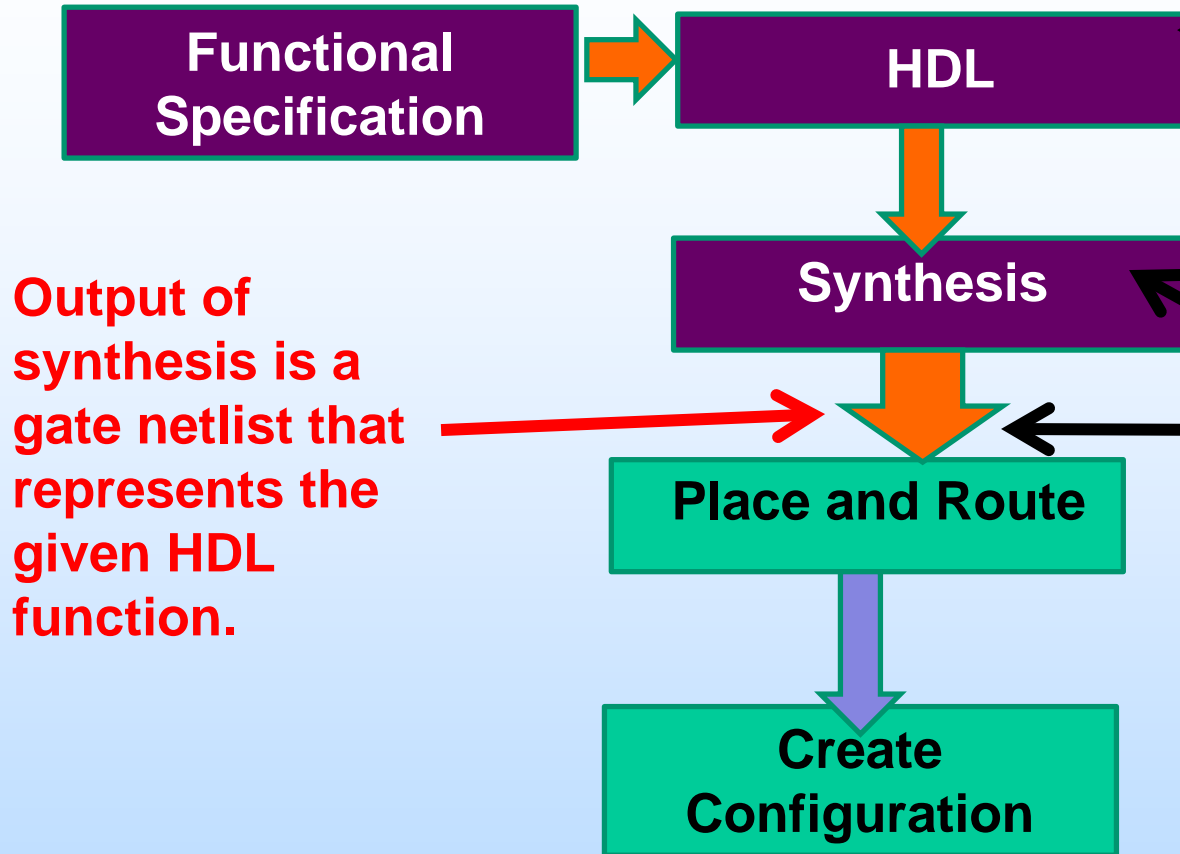 Functional
Specification
HDL
Synthesis
Output of
synthesis is a
gate netlist that
represents the
given HDL
function.
Place and Route
Create
Configuration